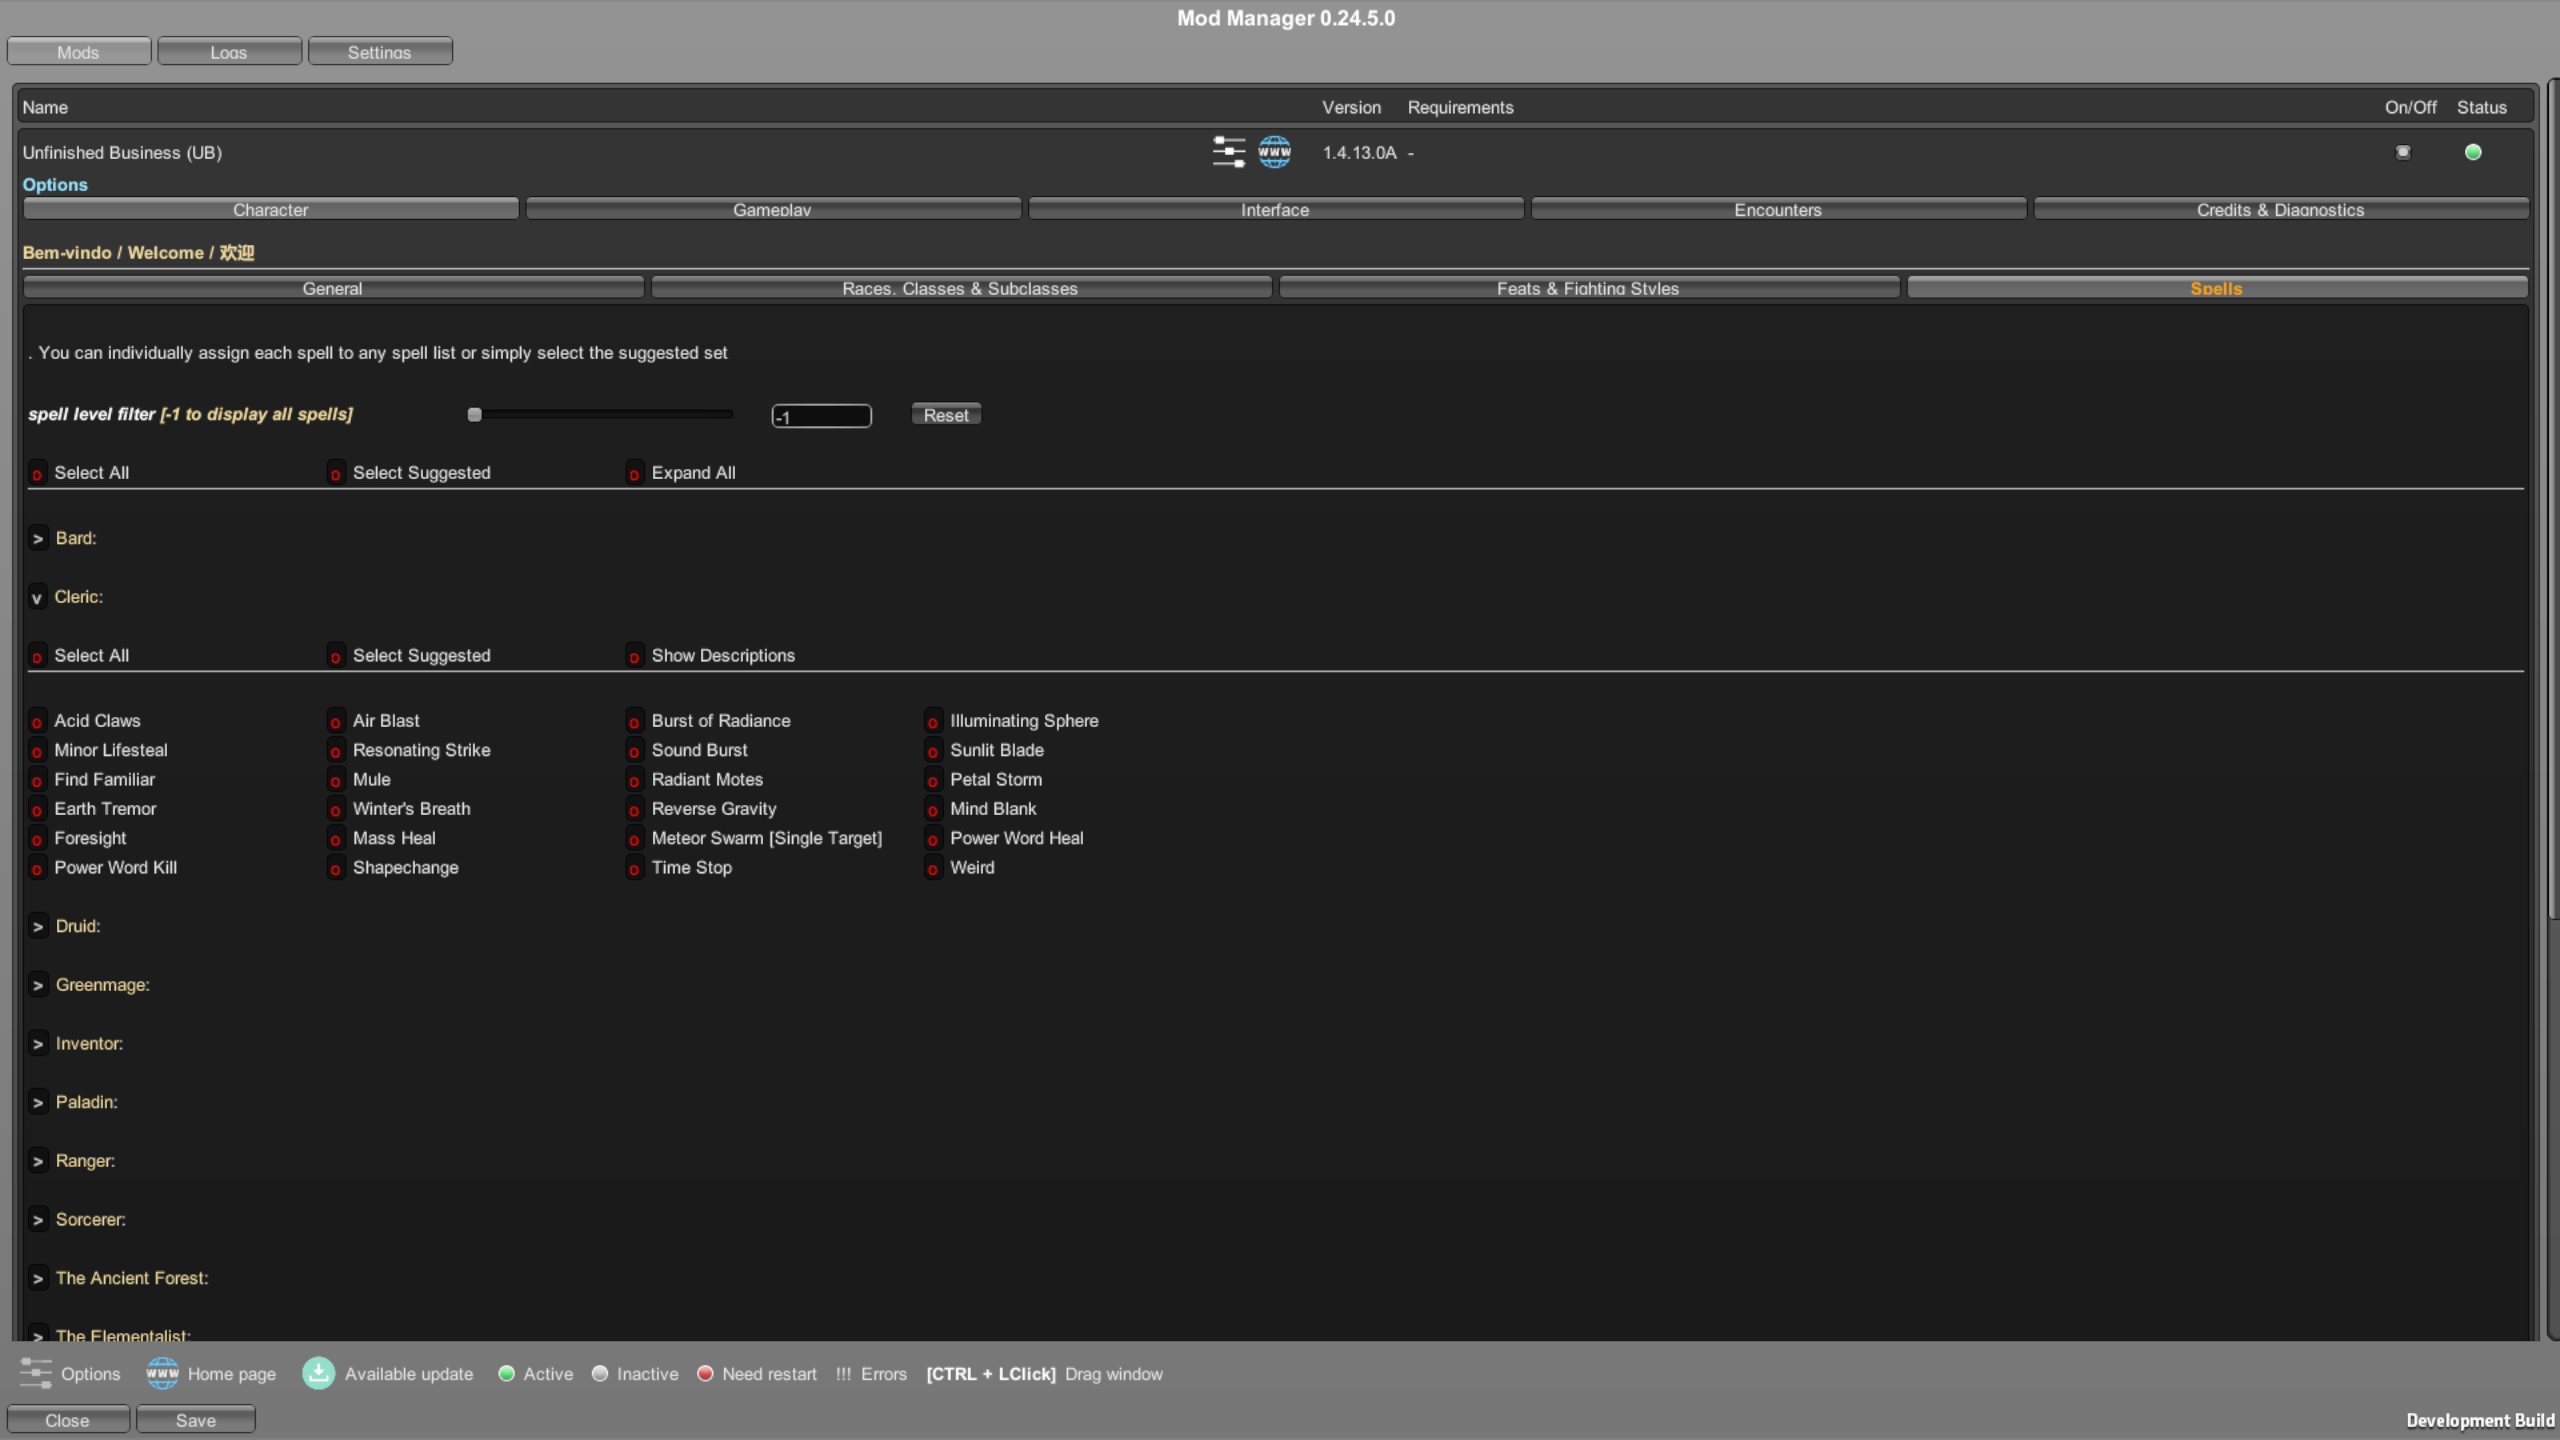 Mod Manager 0.24.5.0
Mods Logs Settings
Name Version Requirements On/Off Status
Unfinished Business (UB) www 1.4.13.0A - 
Options
Character Gameplay Interface Encounters Credits & Diagnostics
Bem-vindo / Welcome / 欢迎
General Races, Classes & Subclasses Feats & Fighting Styles Spells
. You can individually assign each spell to any spell list or simply select the suggested set
spell level filter [-1 to display all spells] -1 Reset
o Select All o Select Suggested o Expand All
> Bard:
v Cleric:
o Select All o Select Suggested o Show Descriptions
o Acid Claws o Air Blast o Burst of Radiance o Illuminating Sphere
o Minor Lifesteal o Resonating Strike o Sound Burst o Sunlit Blade
o Find Familiar o Mule o Radiant Motes o Petal Storm
o Earth Tremor o Winter's Breath o Reverse Gravity o Mind Blank
o Foresight o Mass Heal o Meteor Swarm [Single Target] o Power Word Heal
o Power Word Kill o Shapechange o Time Stop o Weird
> Druid:
> Greenmage:
> Inventor:
> Paladin:
> Ranger:
> Sorcerer:
> The Ancient Forest:
> The Elementalist:
Options www Home page Available update Active Inactive Need restart !!! Errors [CTRL + LClick] Drag window
Close Save Development Build